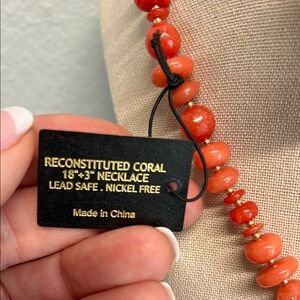 RECONSTITUTED CORAL
18"+3" NECKLACE
LEAD SAFE . NICKEL FREE
Made in China